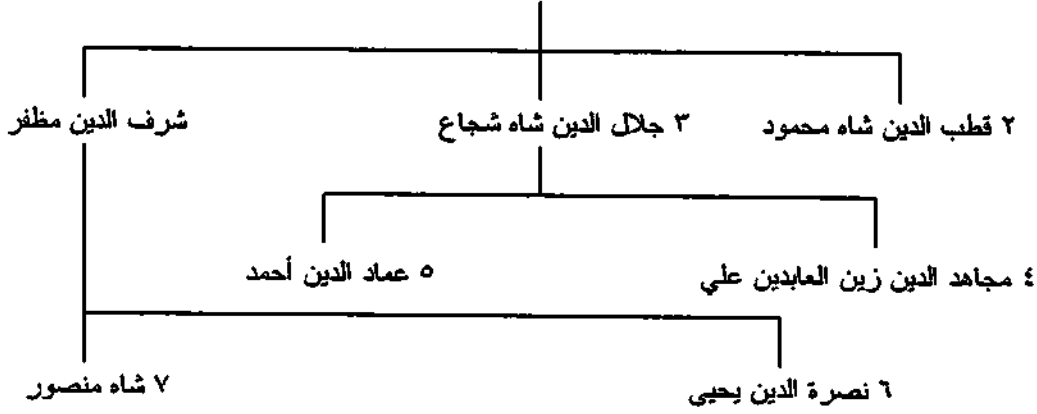 ٢ قطب الدين شاه محمود ٣ جلال الدين شاه شجاع شرف الدين مظفر
٤ مجاهد الدين زين العابدين علي ٥ عماد الدين أحمد
٦ نصرة الدين يحيي ٧ شاه منصور